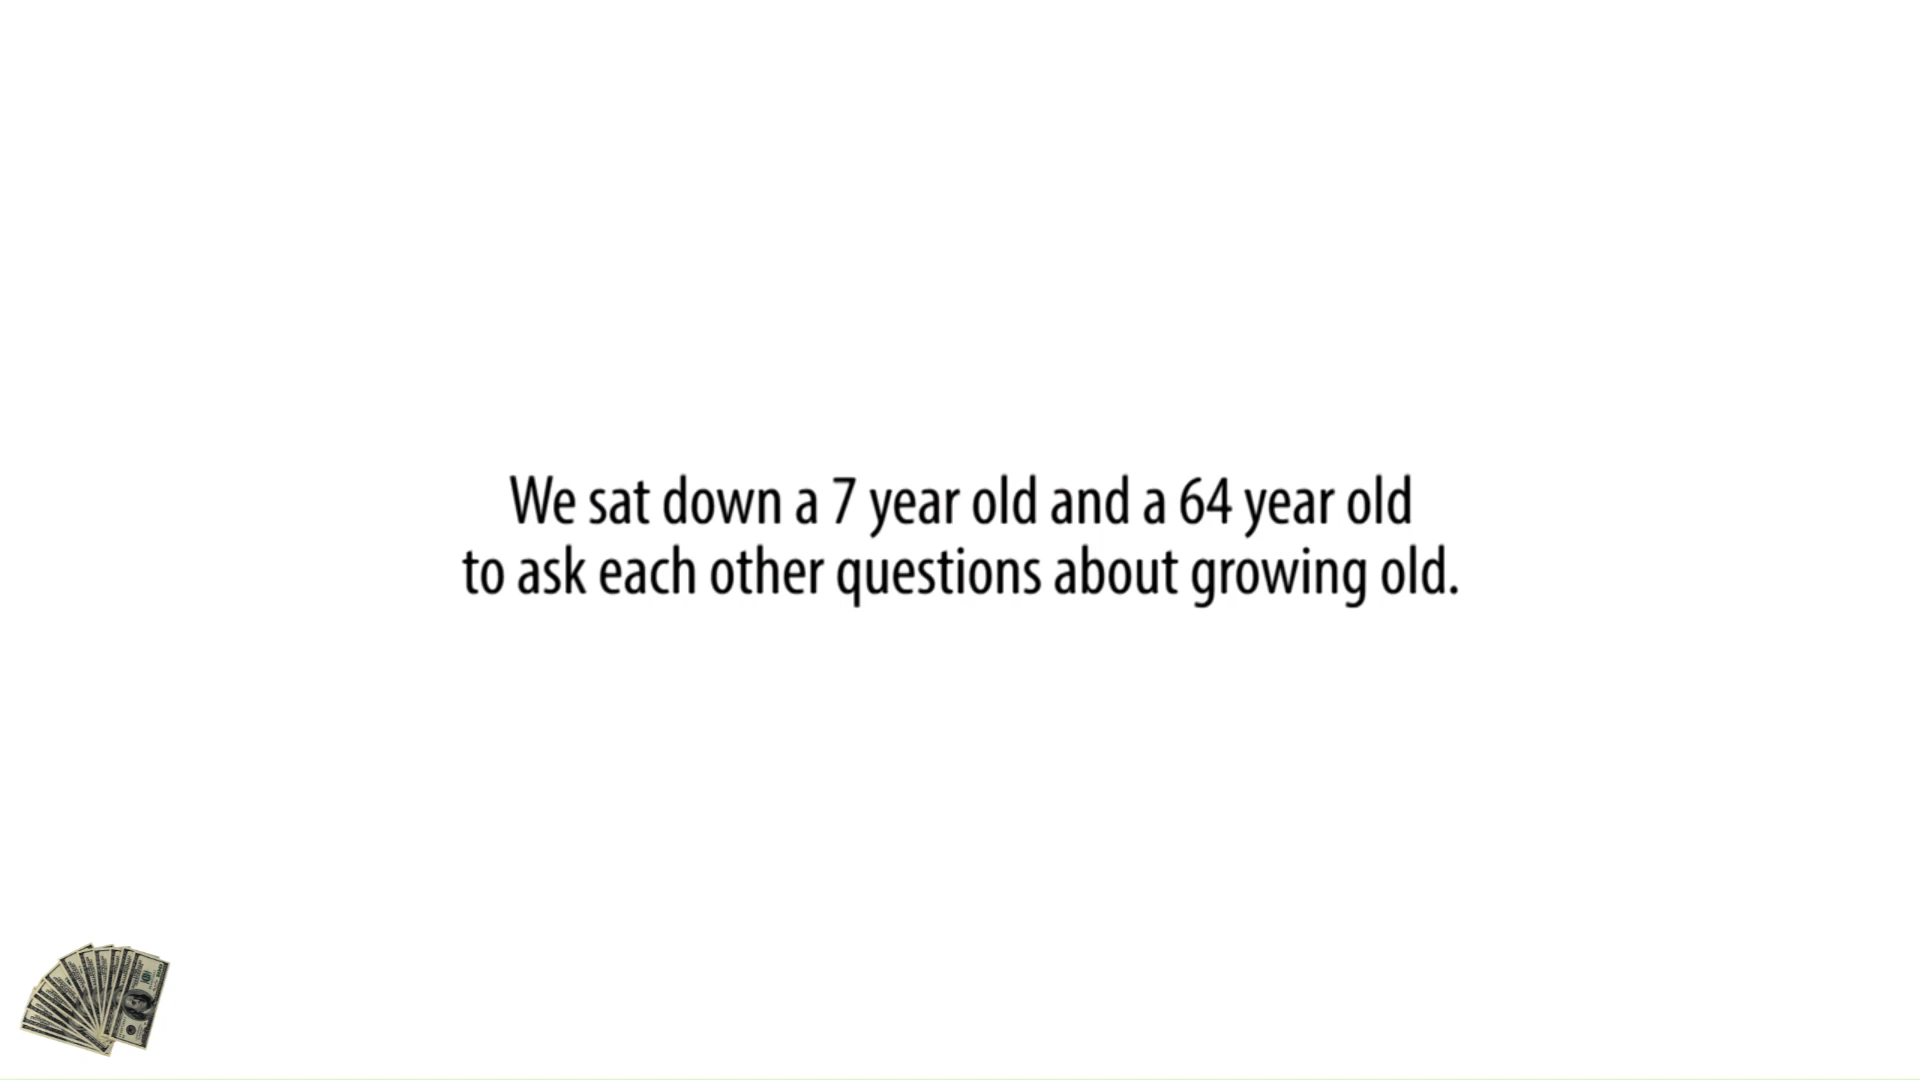 We sat down a 7 year old and a 64 year old
to ask each other questions about growing old.